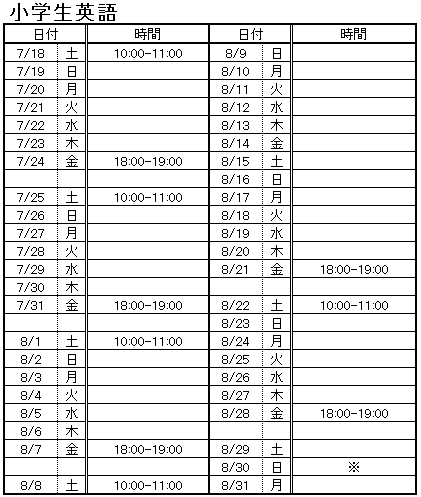 小学生英語
日付 時間 日付 時間
7/18 土 10:00-11:00 8/9 日
7/19 日 8/10 月
7/20 月 8/11 火
7/21 火 8/12 水
7/22 水 8/13 木
7/23 木 8/14 金
7/24 金 18:00-19:00 8/15 土
8/16 日
7/25 土 10:00-11:00 8/17 月
7/26 日 8/18 火
7/27 月 8/19 水
7/28 火 8/20 木
7/29 水 8/21 金 18:00-19:00
7/30 木
7/31 金 18:00-19:00 8/22 土 10:00-11:00
8/23 日
8/1 土 10:00-11:00 8/24 月
8/2 日 8/25 火
8/3 月 8/26 水
8/4 火 8/27 木
8/5 水 8/28 金 18:00-19:00
8/6 木
8/7 金 18:00-19:00 8/29 土
8/30 日 ※
8/8 土 10:00-11:00 8/31 月